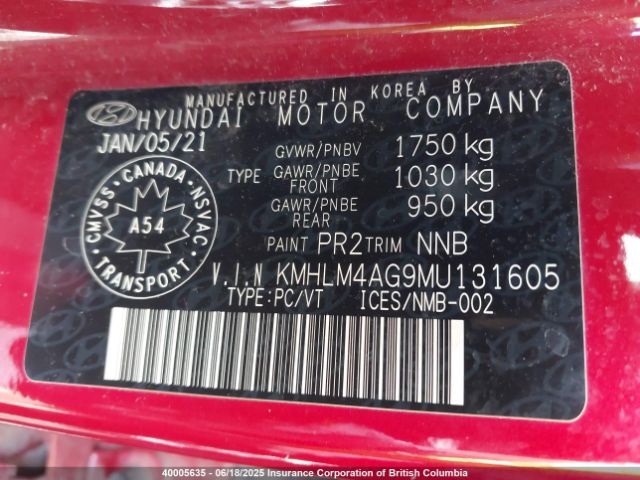 MANUFACTURED IN KOREA BY
HYUNDAI MOTOR COMPANY
JAN/05/21
GVWR/PNBV 1750 kg
TYPE GAWR/PNBE FRONT 1030 kg
GAWR/PNBE REAR 950 kg
PAINT PR2 TRIM NNB
CMVSS CANADA NSVAC
A54
TRANSPORT
V.I.N KMHLM4AG9MU131605
TYPE:PC/VT ICES/NMB-002
40005635 - 06/18/2025 Insurance Corporation of British Columbia